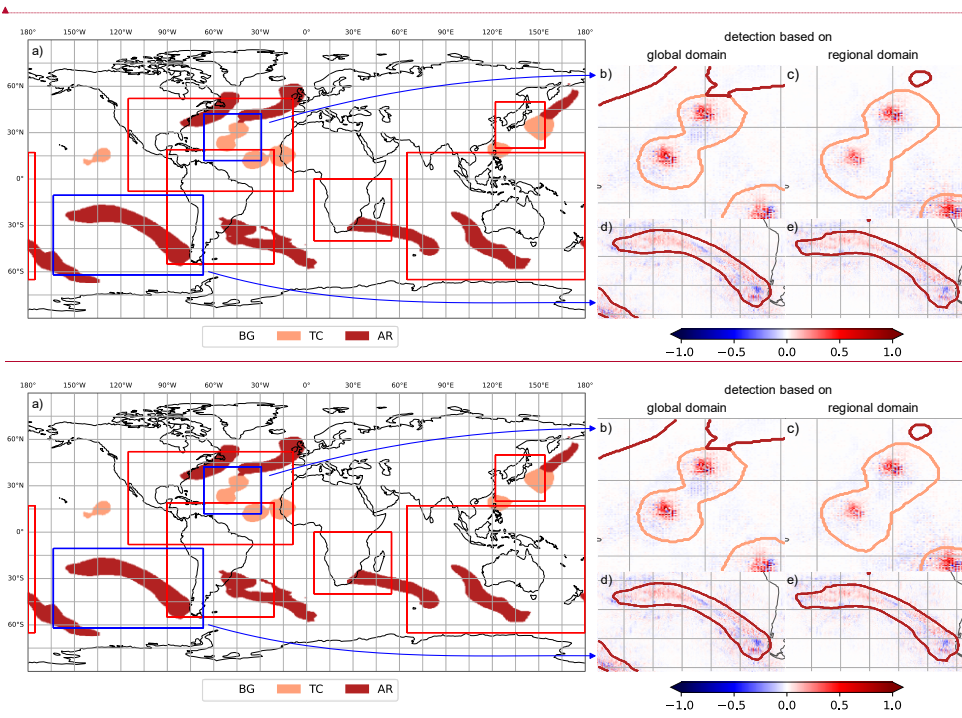 detection based on
global domain
regional domain
180° 150°W 120°W 90°W 60°W 30°W 0° 30°E 60°E 90°E 120°E 150°E 180°
a)
b)
c)
60°N
30°N
0°
30°S
60°S
d)
e)
BG TC AR
−1.0 −0.5 0.0 0.5 1.0
detection based on
global domain
regional domain
180° 150°W 120°W 90°W 60°W 30°W 0° 30°E 60°E 90°E 120°E 150°E 180°
a)
b)
c)
60°N
30°N
0°
30°S
60°S
d)
e)
BG TC AR
−1.0 −0.5 0.0 0.5 1.0